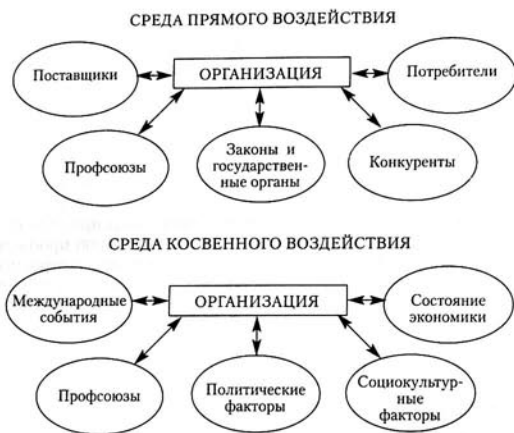 СРЕДА ПРЯМОГО ВОЗДЕЙСТВИЯ
Поставщики
ОРГАНИЗАЦИЯ
Потребители
Профсоюзы
Законы и
государствен-
ные органы
Конкуренты
СРЕДА КОСВЕННОГО ВОЗДЕЙСТВИЯ
Международные
события
ОРГАНИЗАЦИЯ
Состояние
экономики
Профсоюзы
Политические
факторы
Социокультур-
ные
факторы